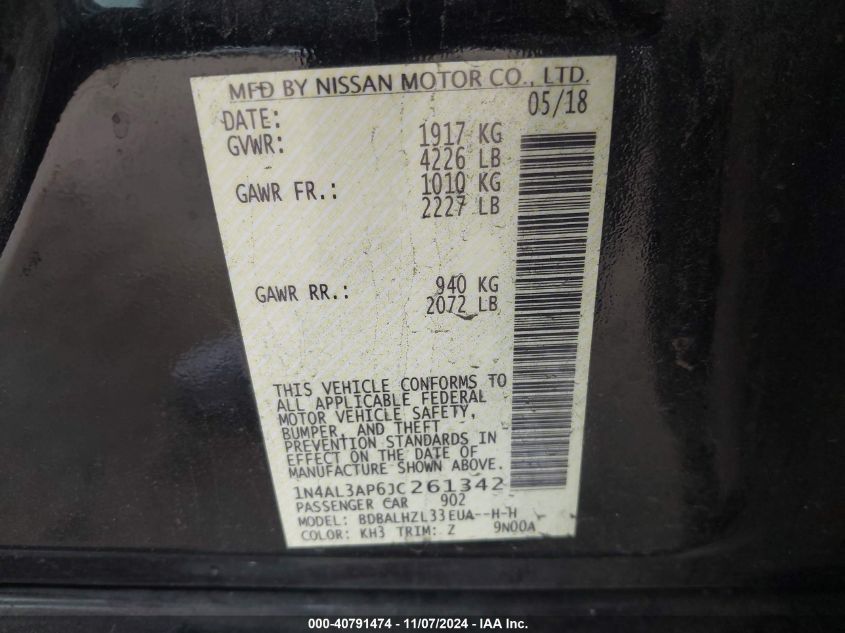 MFD BY NISSAN MOTOR CO., LTD.
DATE: 05/18
GVWR: 1917 KG
4226 LB
GAWR FR.: 1010 KG
2227 LB
GAWR RR.: 940 KG
2072 LB
THIS VEHICLE CONFORMS TO
ALL APPLICABLE FEDERAL
MOTOR VEHICLE SAFETY,
BUMPER, AND THEFT
PREVENTION STANDARDS IN
EFFECT ON THE DATE OF
MANUFACTURE SHOWN ABOVE.
1N4AL3AP6JC261342
PASSENGER CAR 902
MODEL: BDBALHZL33EUA--H-H
COLOR: KH3 TRIM: Z 9N00A
000-40791474 - 11/07/2024 - IAA Inc.